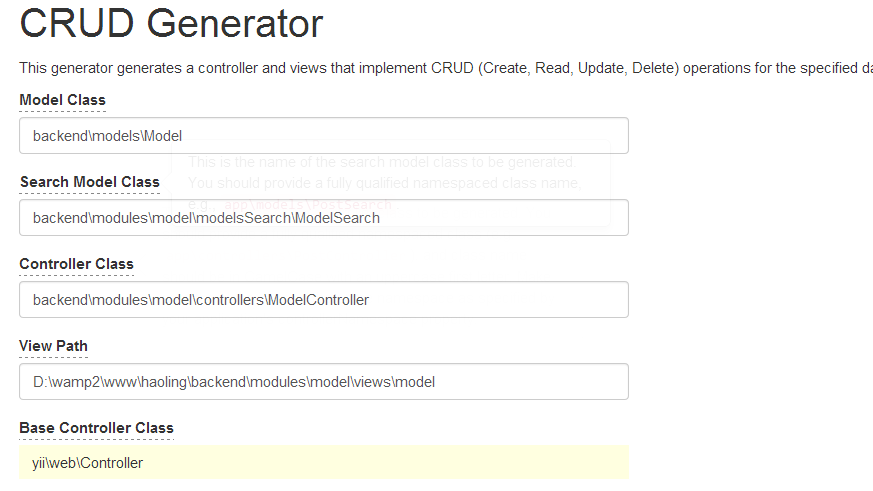 CRUD Generator
This generator generates a controller and views that implement CRUD (Create, Read, Update, Delete) operations for the specified da
Model Class
backend\models\Model
This is the name of the search model class to be generated.
Search Model Class
You should provide a fully qualified namespaced class name,
backend\modules\model\modelsSearch\ModelSearch
e.g. app\models\PostSearch.
Controller Class
backend\modules\model\controllers\ModelController
View Path
D:\wamp2\www\haoling\backend\modules\model\views\model
Base Controller Class
yii\web\Controller